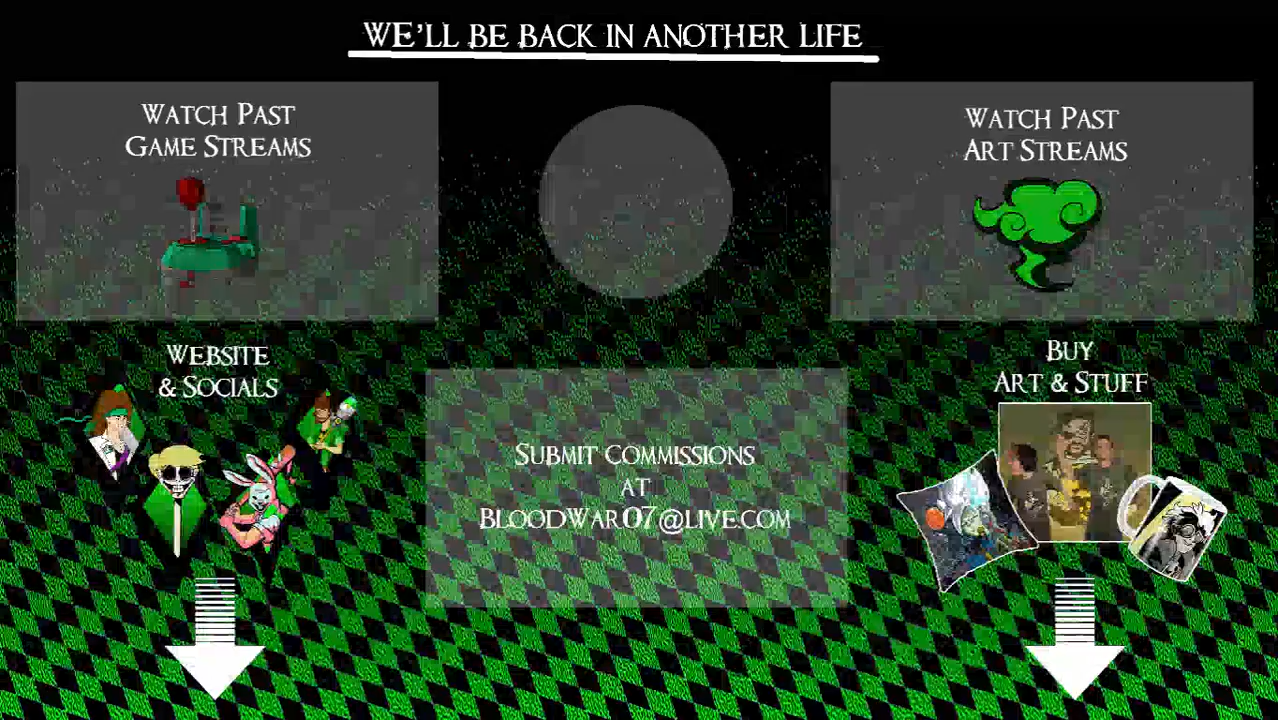 WE'LL BE BACK IN ANOTHER LIFE
WATCH PAST
GAME STREAMS
WATCH PAST
ART STREAMS
WEBSITE
& SOCIALS
BUY
ART & STUFF
SUBMIT COMMISSIONS
AT
BLOODWAR07@LIVE.COM